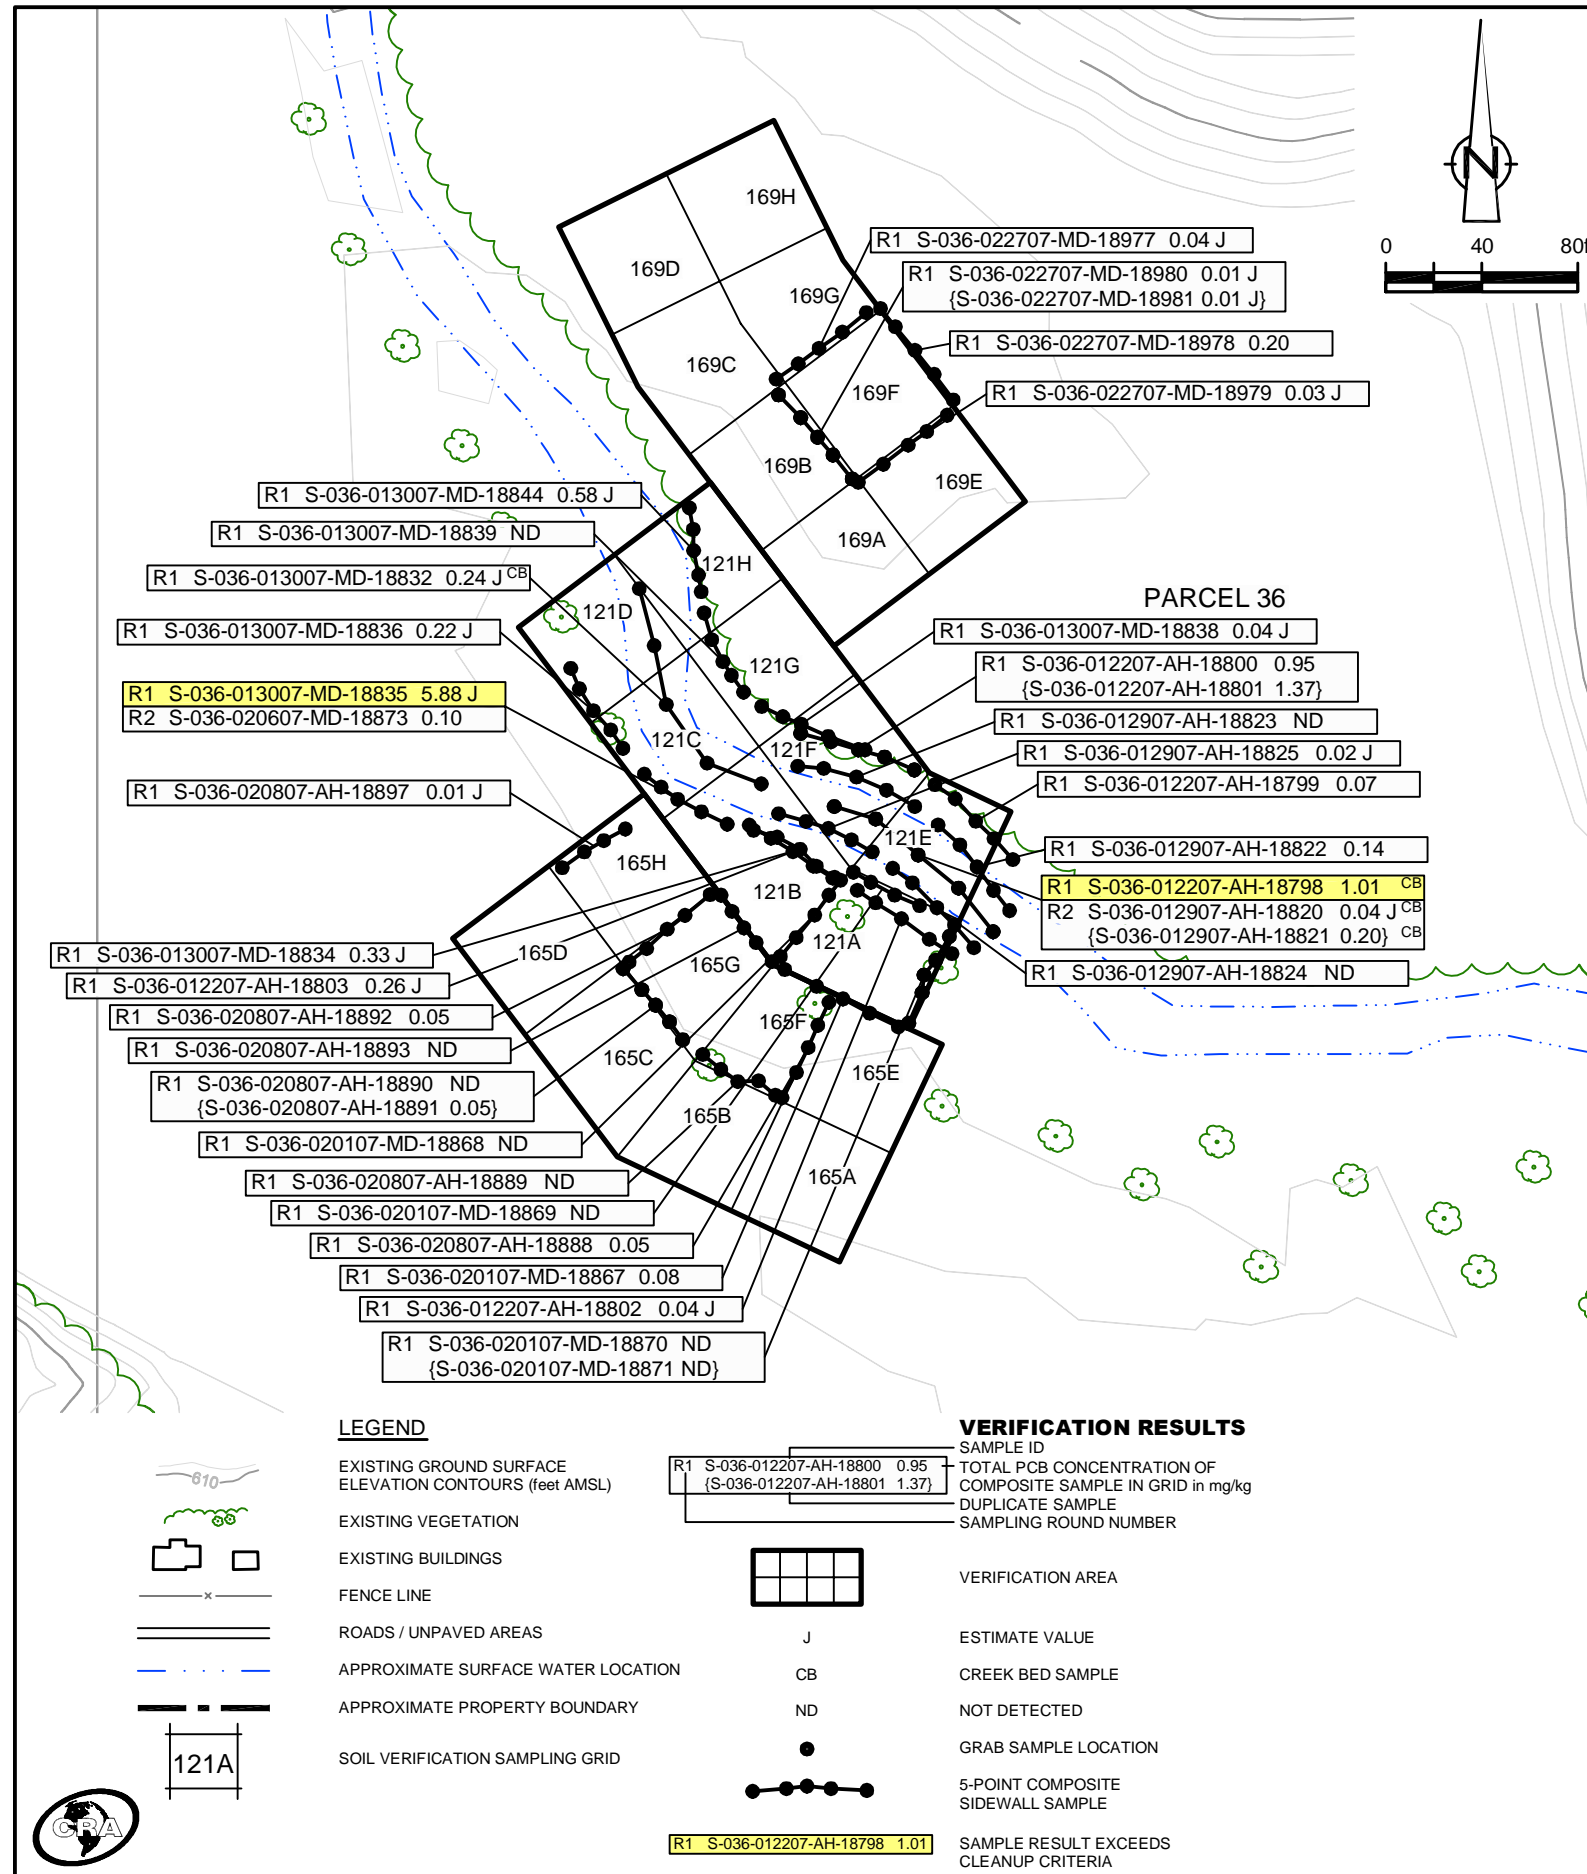 0 40 80f
N
169H
169D
169G
169C
169F
169B
169E
169A
R1 S-036-022707-MD-18977 0.04 J
R1 S-036-022707-MD-18980 0.01 J
{S-036-022707-MD-18981 0.01 J}
R1 S-036-022707-MD-18978 0.20
R1 S-036-022707-MD-18979 0.03 J
R1 S-036-013007-MD-18844 0.58 J
R1 S-036-013007-MD-18839 ND
R1 S-036-013007-MD-18832 0.24 J CB
R1 S-036-013007-MD-18836 0.22 J
R1 S-036-013007-MD-18835 5.88 J
R2 S-036-020607-MD-18873 0.10
R1 S-036-020807-AH-18897 0.01 J
121H
121D
121G
121C
121F
121E
121B
121A
PARCEL 36
R1 S-036-013007-MD-18838 0.04 J
R1 S-036-012207-AH-18800 0.95
{S-036-012207-AH-18801 1.37}
R1 S-036-012907-AH-18823 ND
R1 S-036-012907-AH-18825 0.02 J
R1 S-036-012207-AH-18799 0.07
R1 S-036-012907-AH-18822 0.14
R1 S-036-012207-AH-18798 1.01 CB
R2 S-036-012907-AH-18820 0.04 J CB
{S-036-012907-AH-18821 0.20} CB
R1 S-036-012907-AH-18824 ND
165H
165D
165G
165F
165C
165E
165B
165A
R1 S-036-013007-MD-18834 0.33 J
R1 S-036-012207-AH-18803 0.26 J
R1 S-036-020807-AH-18892 0.05
R1 S-036-020807-AH-18893 ND
R1 S-036-020807-AH-18890 ND
{S-036-020807-AH-18891 0.05}
R1 S-036-020107-MD-18868 ND
R1 S-036-020807-AH-18889 ND
R1 S-036-020107-MD-18869 ND
R1 S-036-020807-AH-18888 0.05
R1 S-036-020107-MD-18867 0.08
R1 S-036-012207-AH-18802 0.04 J
R1 S-036-020107-MD-18870 ND
{S-036-020107-MD-18871 ND}
LEGEND
610
EXISTING GROUND SURFACE
ELEVATION CONTOURS (feet AMSL)
EXISTING VEGETATION
EXISTING BUILDINGS
x
FENCE LINE
ROADS / UNPAVED AREAS
APPROXIMATE SURFACE WATER LOCATION
APPROXIMATE PROPERTY BOUNDARY
121A
SOIL VERIFICATION SAMPLING GRID
CRA
VERIFICATION RESULTS
R1 S-036-012207-AH-18800 0.95
{S-036-012207-AH-18801 1.37}
SAMPLE ID
TOTAL PCB CONCENTRATION OF
COMPOSITE SAMPLE IN GRID in mg/kg
DUPLICATE SAMPLE
SAMPLING ROUND NUMBER
VERIFICATION AREA
J ESTIMATE VALUE
CB CREEK BED SAMPLE
ND NOT DETECTED
GRAB SAMPLE LOCATION
5-POINT COMPOSITE
SIDEWALL SAMPLE
R1 S-036-012207-AH-18798 1.01
SAMPLE RESULT EXCEEDS
CLEANUP CRITERIA